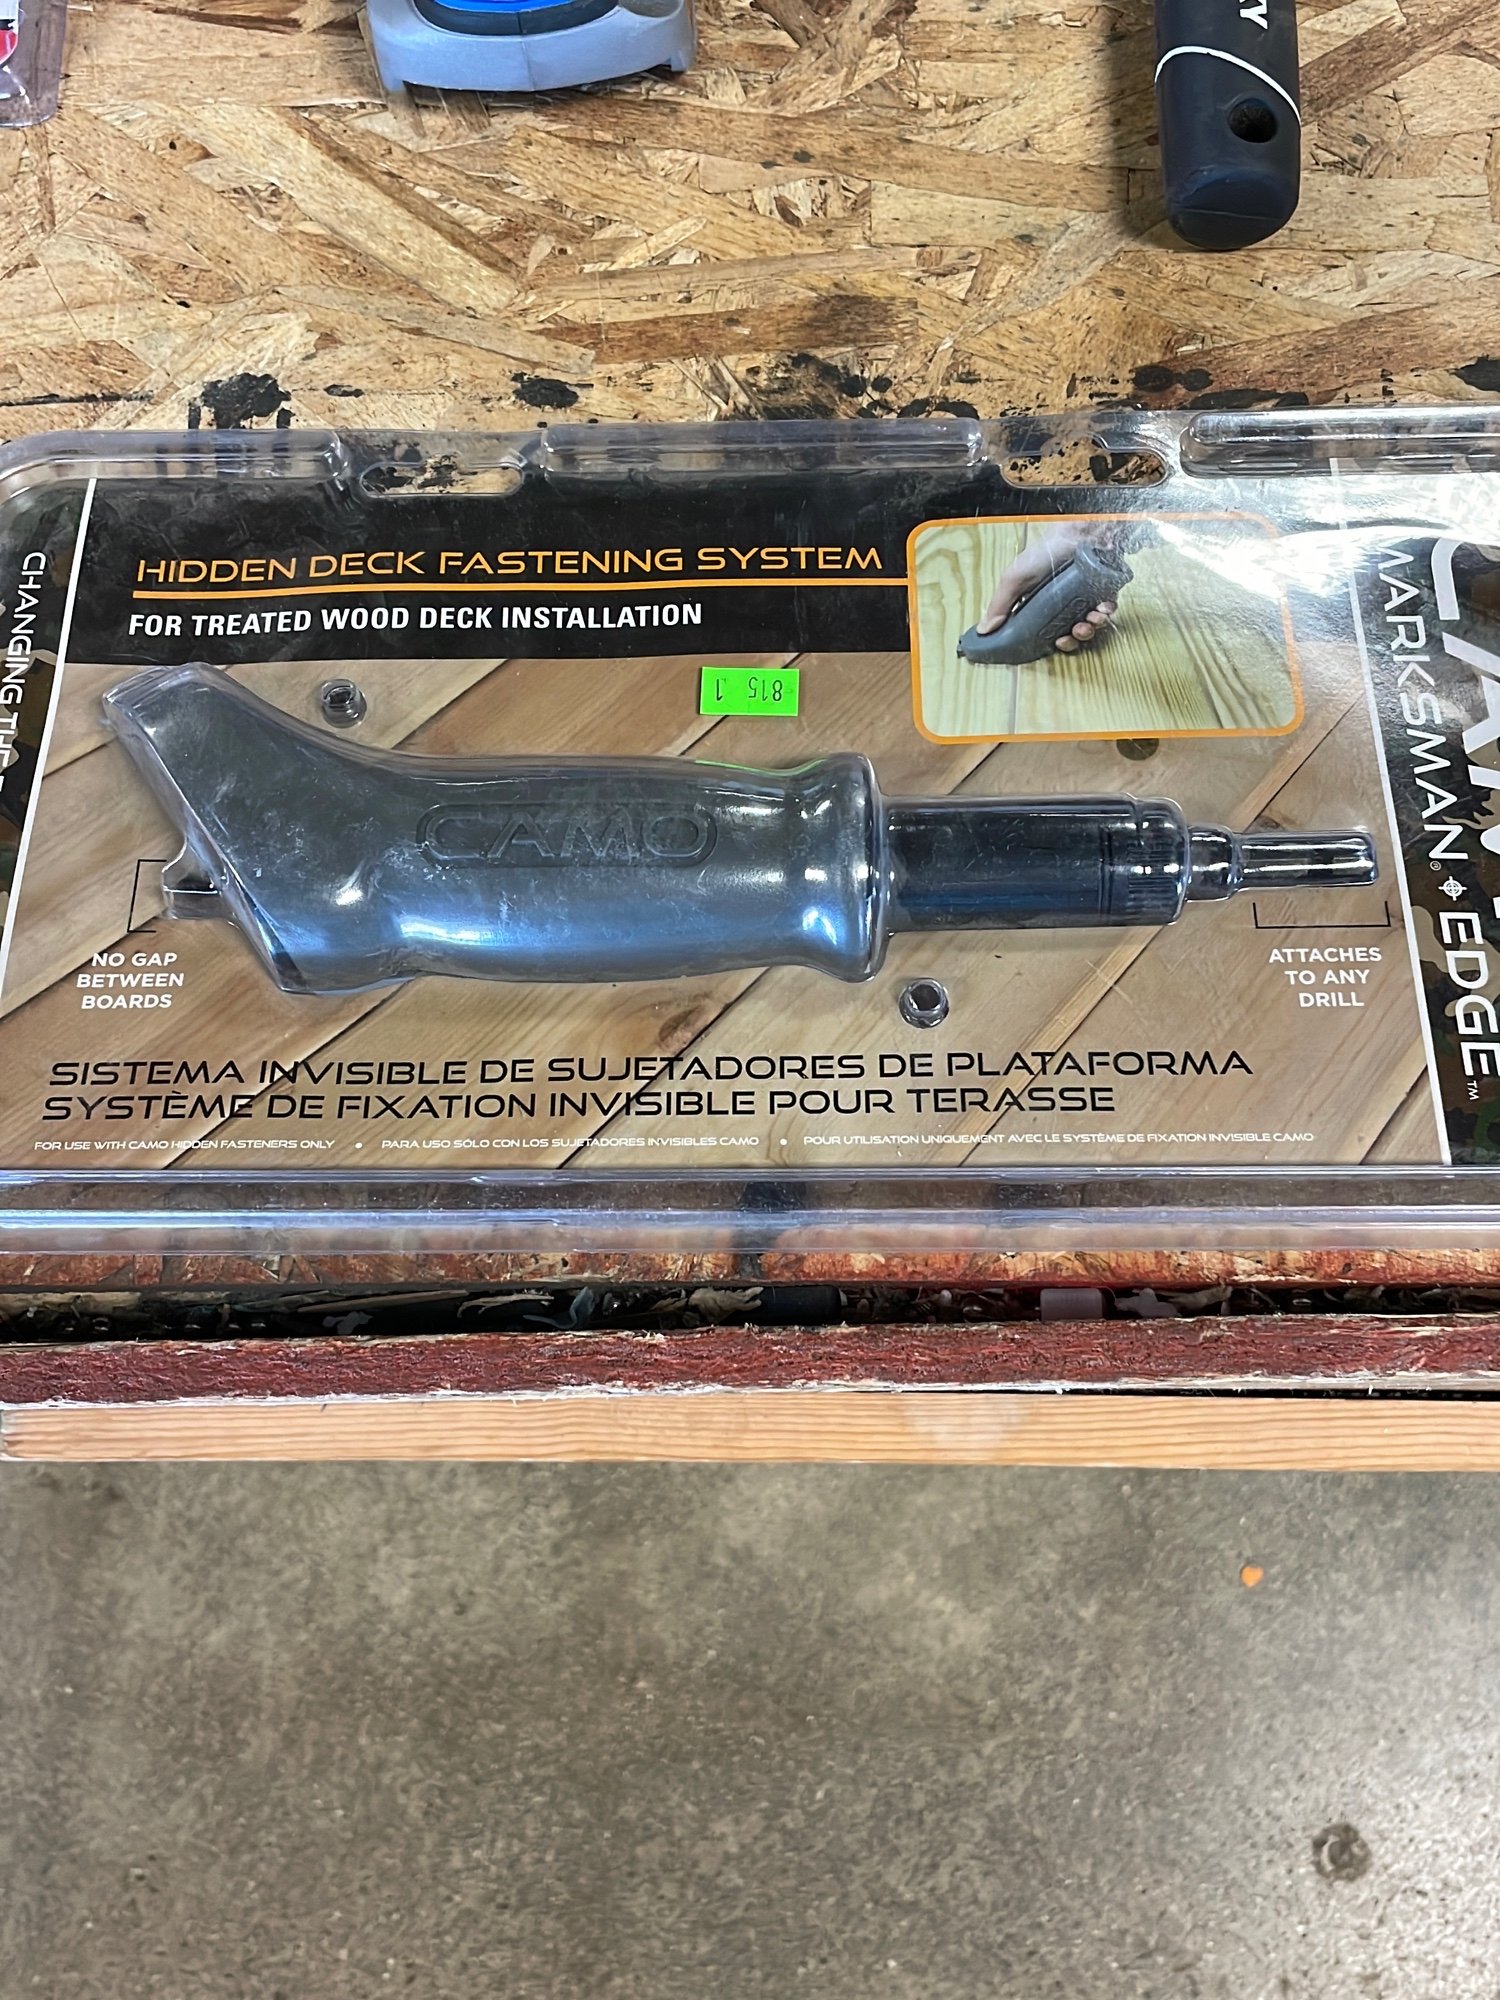 HIDDEN DECK FASTENING SYSTEM
FOR TREATED WOOD DECK INSTALLATION
815 1
CAMO
NO GAP
BETWEEN
BOARDS
ATTACHES
TO ANY
DRILL
SISTEMA INVISIBLE DE SUJETADORES DE PLATAFORMA
SYSTÈME DE FIXATION INVISIBLE POUR TERASSE
FOR USE WITH CAMO HIDDEN FASTENERS ONLY • PARA USO SÓLO CON LOS SUJETADORES INVISIBLES CAMO • POUR UTILISATION UNIQUEMENT AVEC LE SYSTÈME DE FIXATION INVISIBLE CAMO
CHANGING THE
MARKSMAN® EDGE™